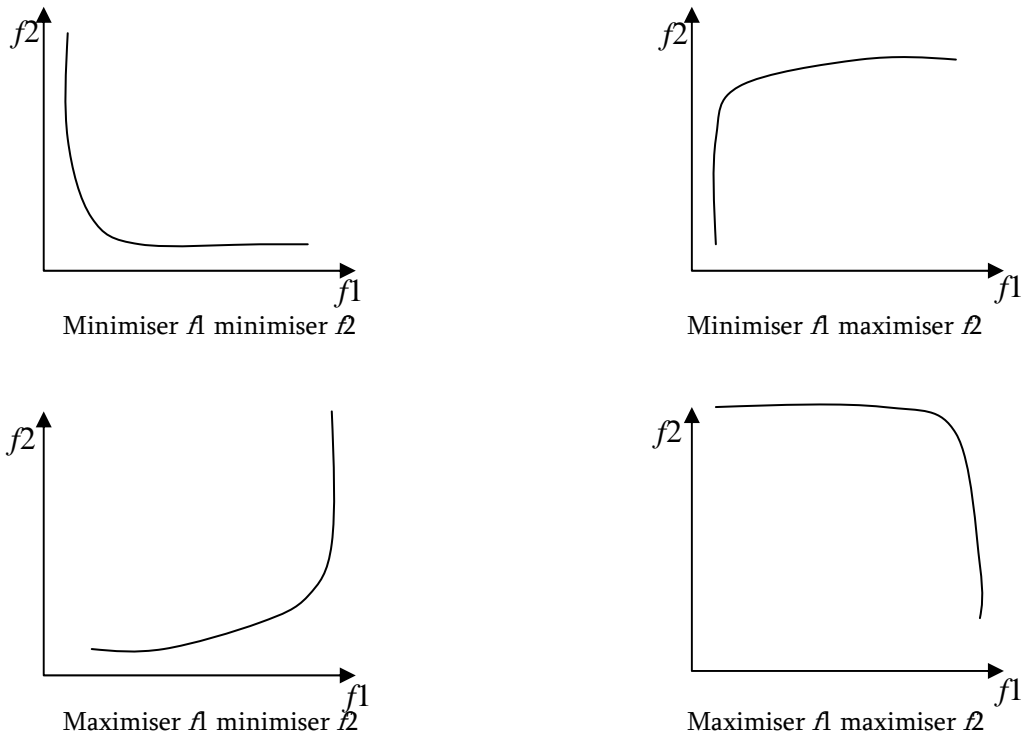 f2
f1
Minimiser f1 minimiser f2
f2
f1
Minimiser f1 maximiser f2
f2
f1
Maximiser f1 minimiser f2
f2
f1
Maximiser f1 maximiser f2